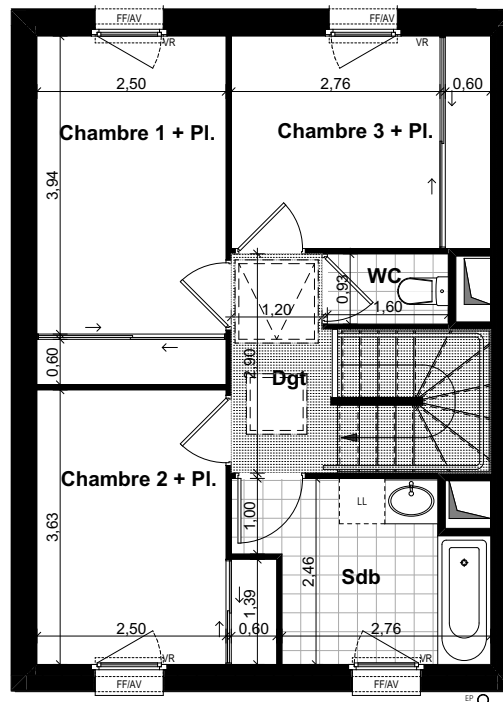 FF/AV FF/AV
VR VR
2,50 2,76 0,60
Chambre 1 + Pl. Chambre 3 + Pl.
3,94
WC
0,93
1,20 1,60
0,60
2,90
Dgt
Chambre 2 + Pl.
LL
1,00
3,63
2,46
Sdb
1,39
2,50 0,60 2,76
VR VR
FF/AV FF/AV
EP